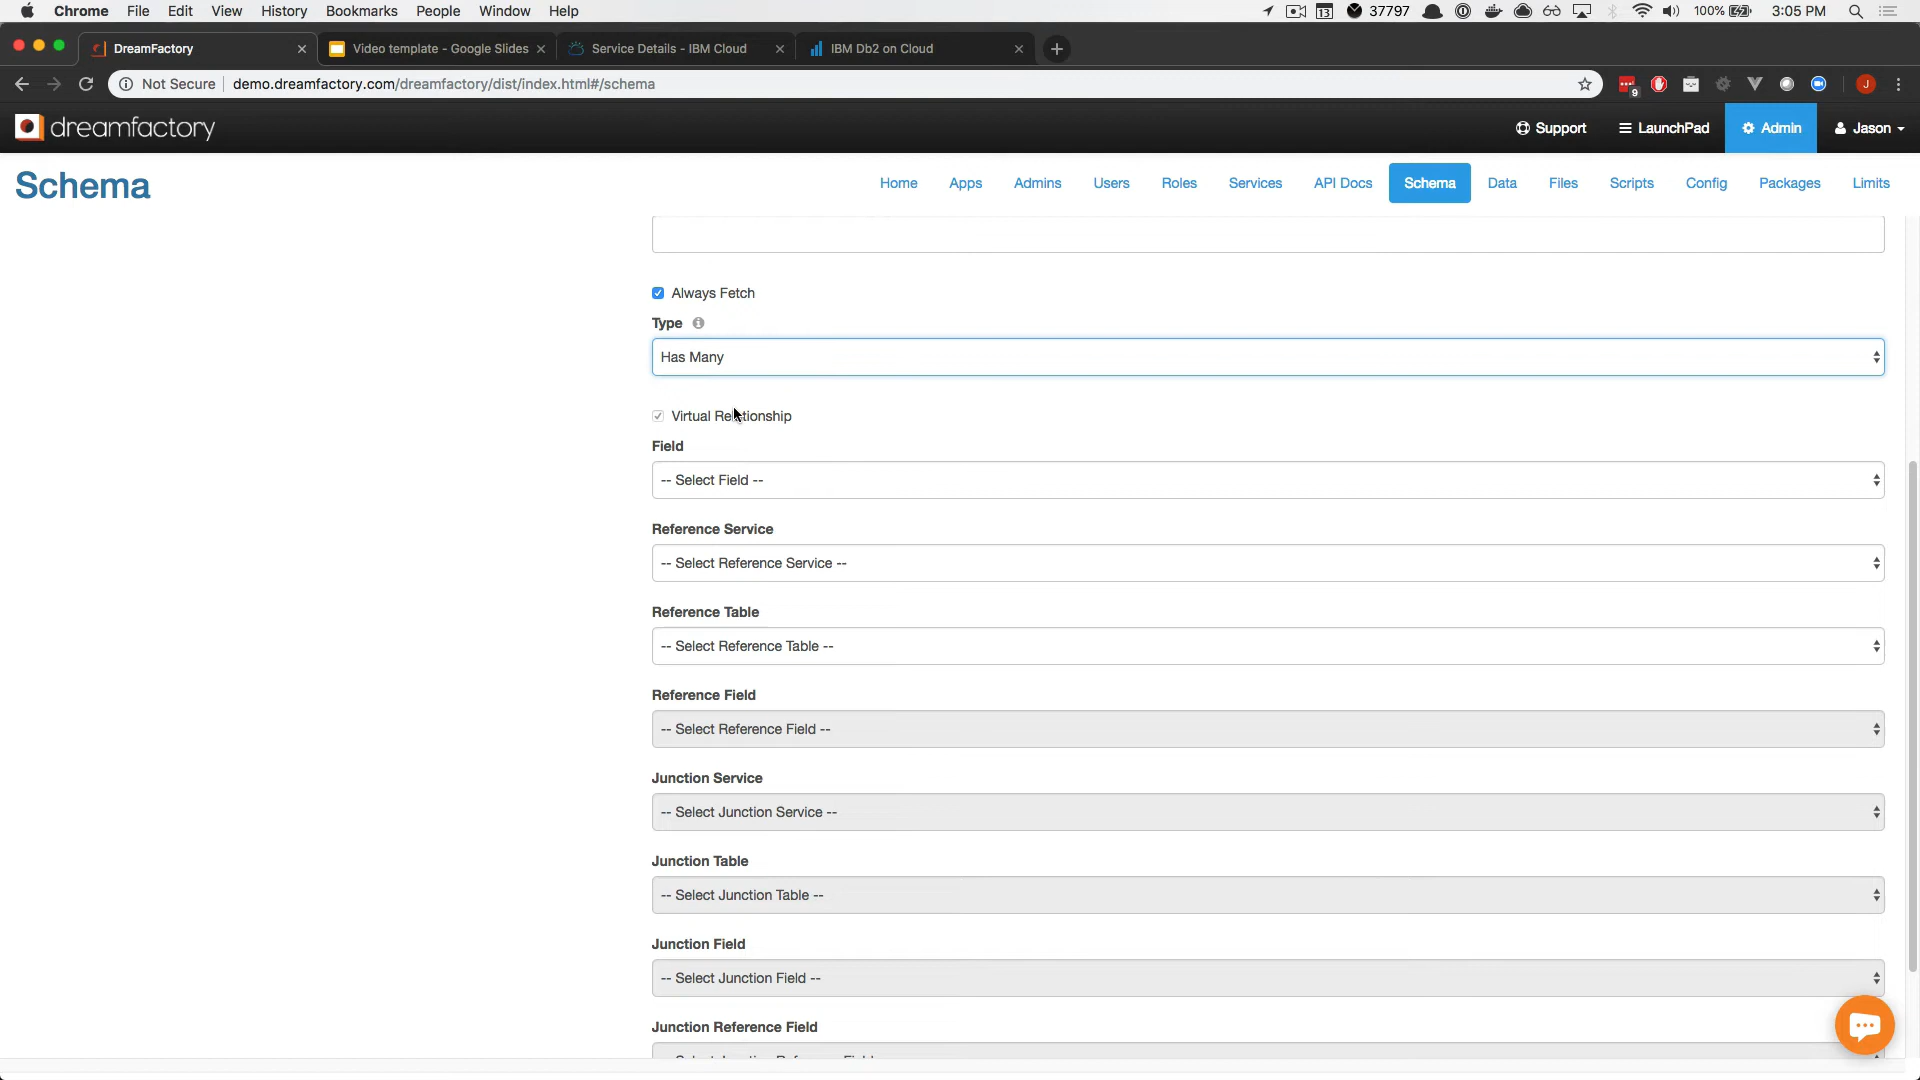 Chrome File Edit View History Bookmarks People Window Help 13 37797 100% 3:05 PM
DreamFactory Video template - Google Slides Service Details - IBM Cloud IBM Db2 on Cloud
Not Secure demo.dreamfactory.com/dreamfactory/dist/index.html#/schema 9 J
dreamfactory Support LaunchPad Admin Jason
Schema Home Apps Admins Users Roles Services API Docs Schema Data Files Scripts Config Packages Limits
Always Fetch
Type
Has Many
Virtual Relationship
Field
-- Select Field --
Reference Service
-- Select Reference Service --
Reference Table
-- Select Reference Table --
Reference Field
-- Select Reference Field --
Junction Service
-- Select Junction Service --
Junction Table
-- Select Junction Table --
Junction Field
-- Select Junction Field --
Junction Reference Field